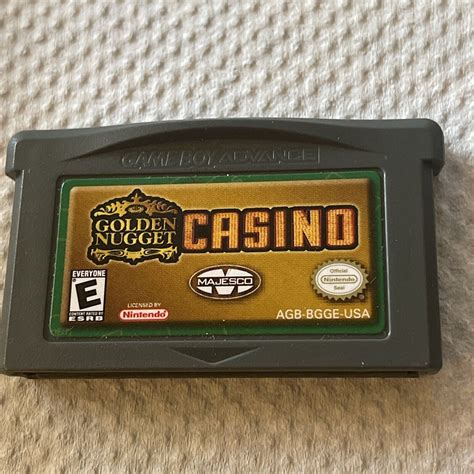 GAME BOY ADVANCE
GOLDEN NUGGET CASINO
EVERYONE
E
CONTENT RATED BY
ESRB
MAJESCO
LICENSED BY
Nintendo
Official
Nintendo
Seal
AGB-BGGE-USA